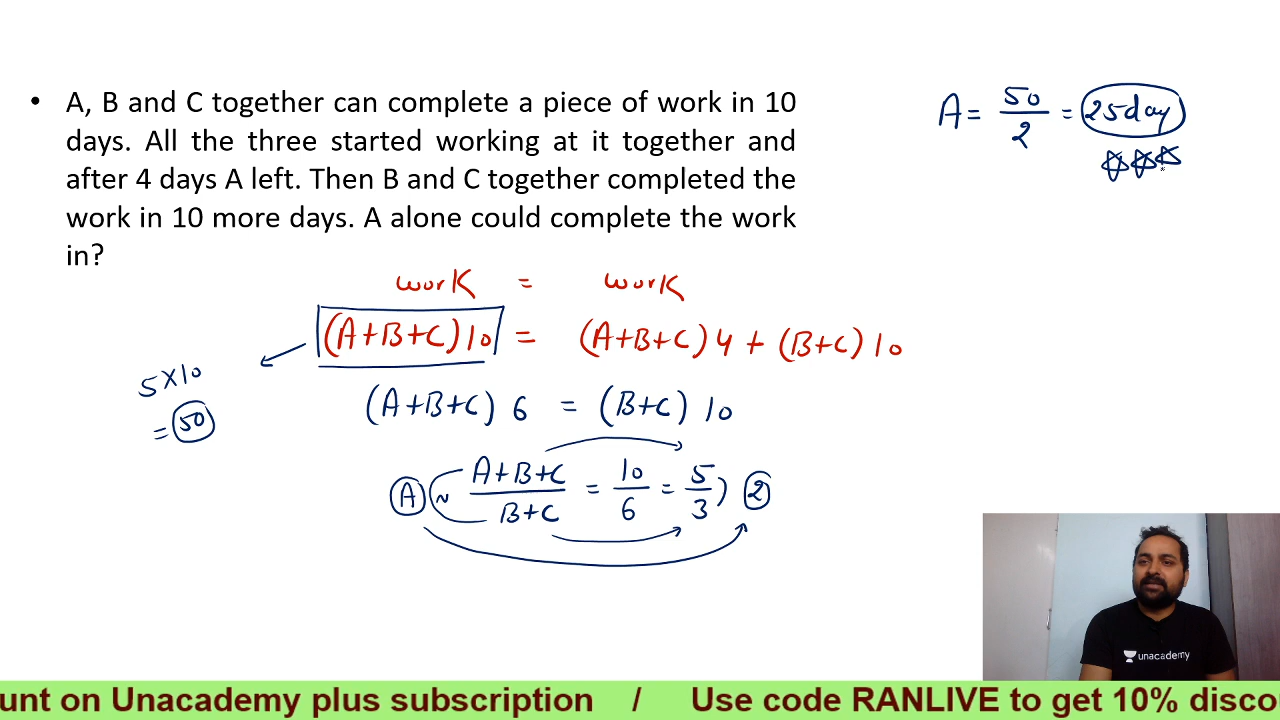 • A, B and C together can complete a piece of work in 10
days. All the three started working at it together and
after 4 days A left. Then B and C together completed the
work in 10 more days. A alone could complete the work
in?
A = 50/2 = 25day
work = work
(A+B+C)10 = (A+B+C)4 + (B+C)10
5×10
= 50
(A+B+C) 6 = (B+C) 10
A ~ (A+B+C)/(B+C) = 10/6 = 5/3) 2
unacademy
unt on Unacademy plus subscription / Use code RANLIVE to get 10% disco